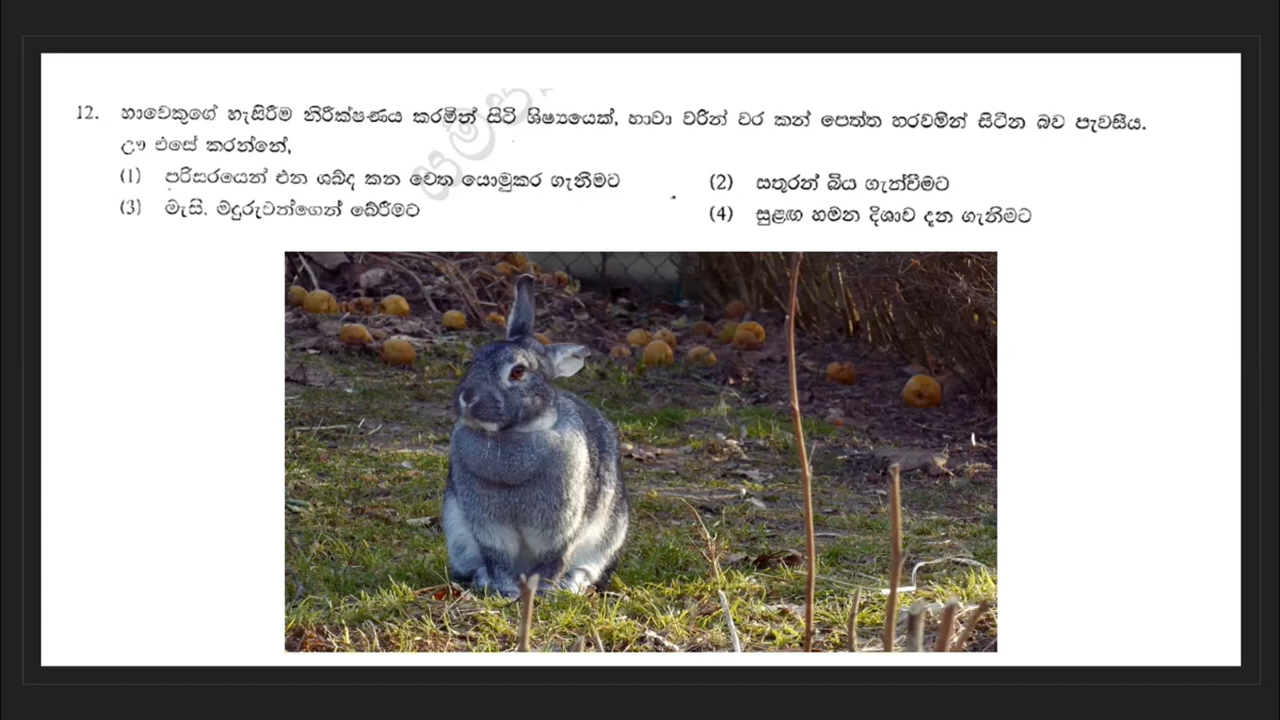 12. හාවෙකුගේ හැසිරීම නිරීක්ෂණය කරමින් සිටි ශිෂ්‍යයෙක්, හාවා වරින් වර කන් පෙත්ත හරවමින් සිටින බව පැවසීය.
ඌ එසේ කරන්නේ,
(1) පරිසරයෙන් එන ශබ්ද කන වෙත යොමුකර ගැනීමට (2) සතුරන් බිය ගැන්වීමට
(3) මැසි. මදුරුවන්ගෙන් බේරීමට (4) සුළඟ හමන දිශාව දැන ගැනීමට